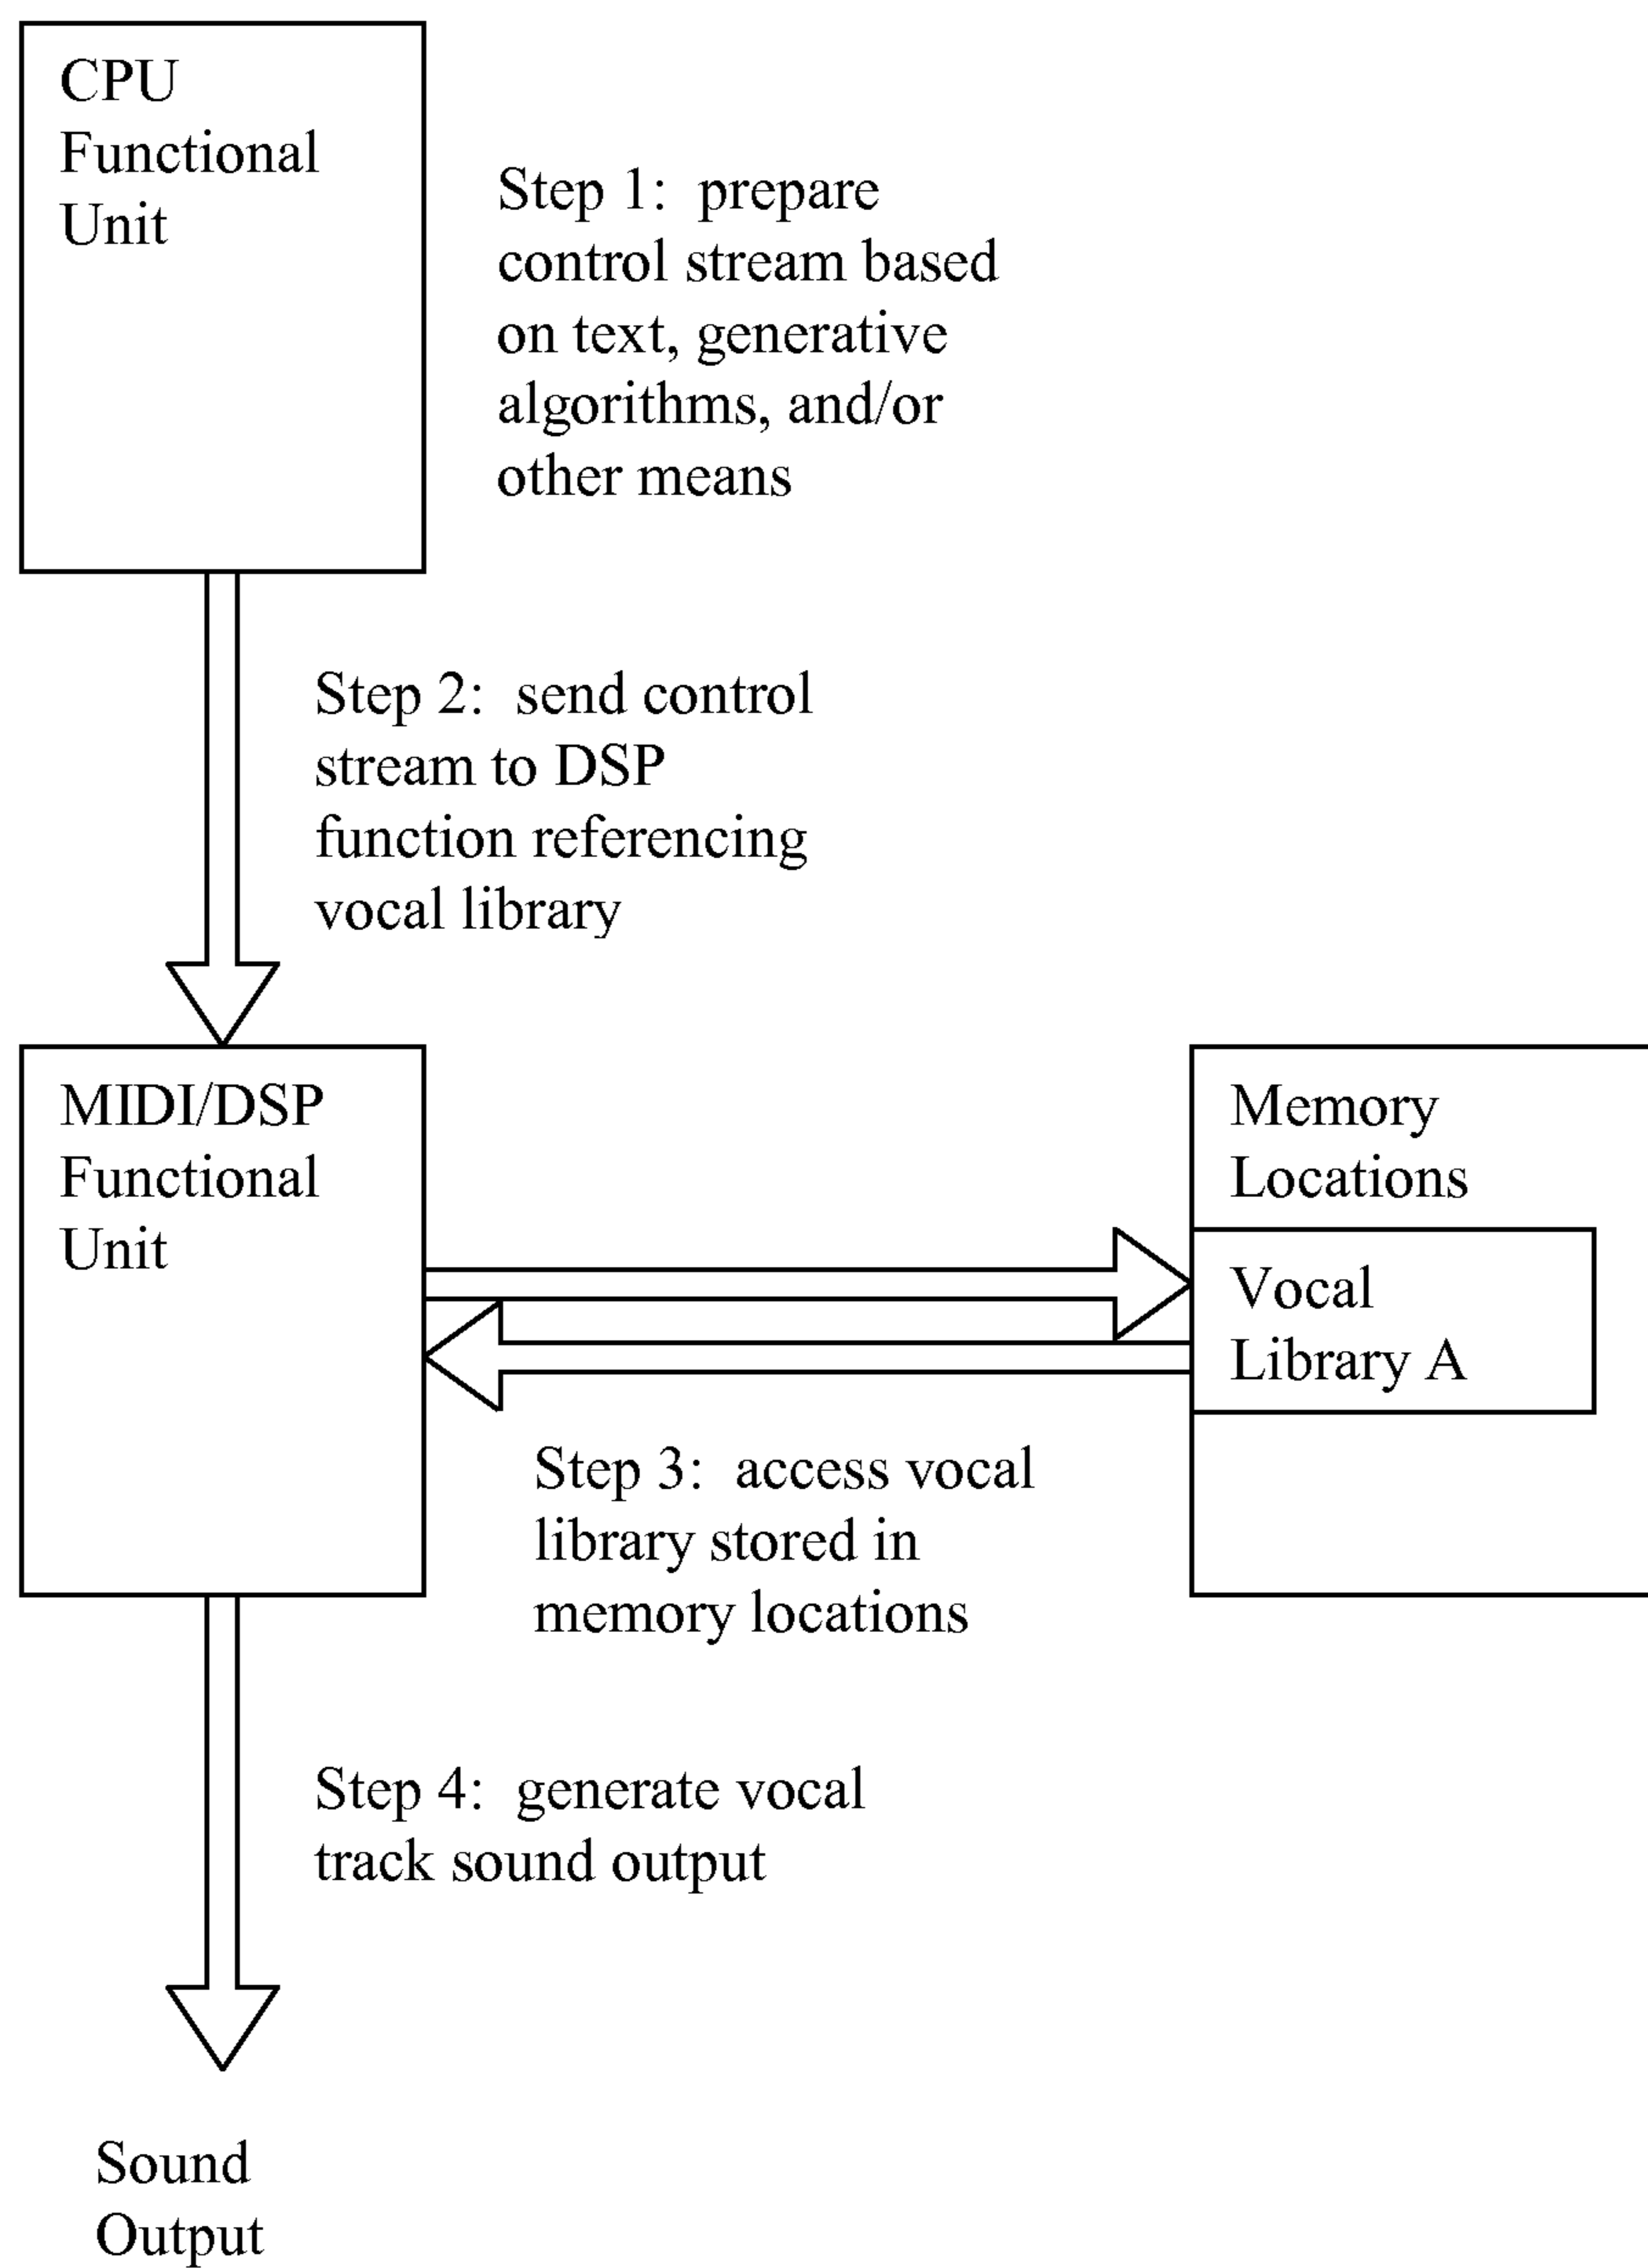 CPU
Functional
Unit
Step 1: prepare
control stream based
on text, generative
algorithms, and/or
other means
Step 2: send control
stream to DSP
function referencing
vocal library
MIDI/DSP
Functional
Unit
Memory
Locations
Vocal
Library A
Step 3: access vocal
library stored in
memory locations
Step 4: generate vocal
track sound output
Sound
Output